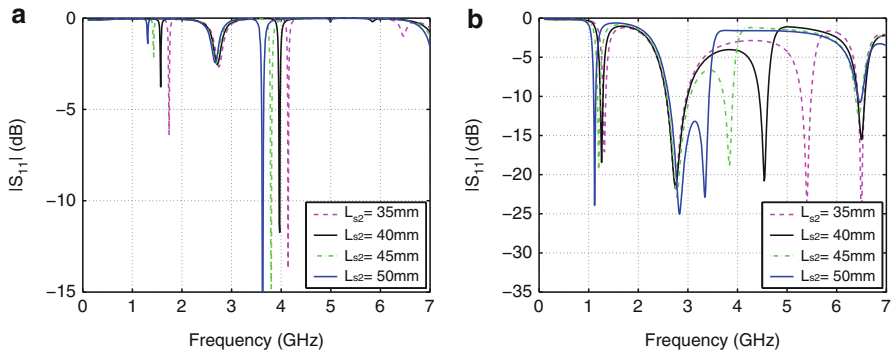 a
0
−5
−10
−15
|S11| (dB)
0 1 2 3 4 5 6 7
Frequency (GHz)
Ls2= 35mm
Ls2= 40mm
Ls2= 45mm
Ls2= 50mm
b
0
−5
−10
−15
−20
−25
−30
−35
|S11| (dB)
0 1 2 3 4 5 6 7
Frequency (GHz)
Ls2= 35mm
Ls2= 40mm
Ls2= 45mm
Ls2= 50mm